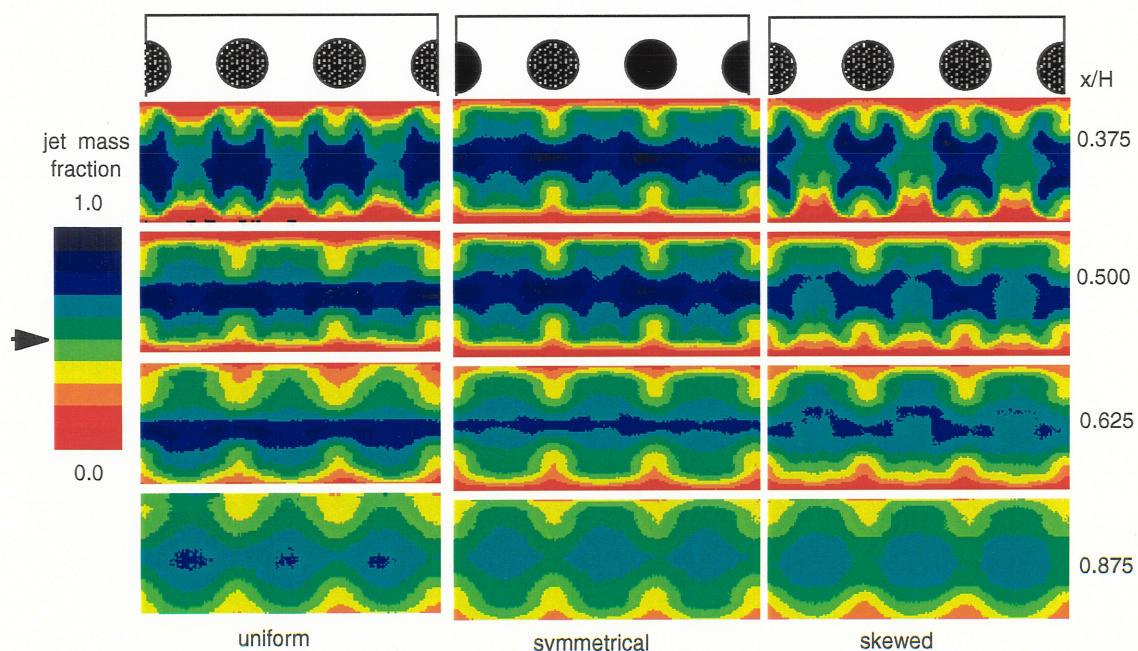 x/H
jet mass
fraction
1.0
0.375
0.500
0.625
0.0
0.875
uniform
symmetrical
skewed